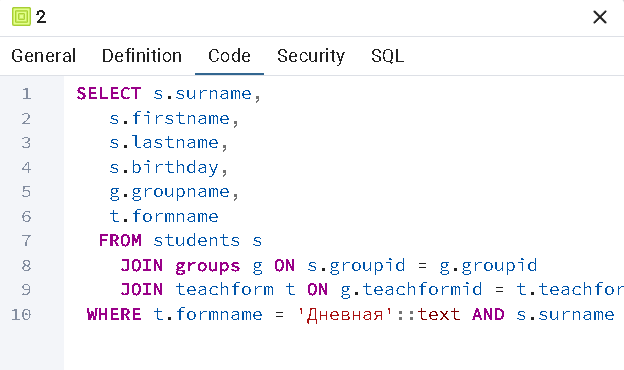 2
General Definition Code Security SQL
1 SELECT s.surname,
2 s.firstname,
3 s.lastname,
4 s.birthday,
5 g.groupname,
6 t.formname
7 FROM students s
8 JOIN groups g ON s.groupid = g.groupid
9 JOIN teachform t ON g.teachformid = t.teachfor
10 WHERE t.formname = 'Дневная'::text AND s.surname